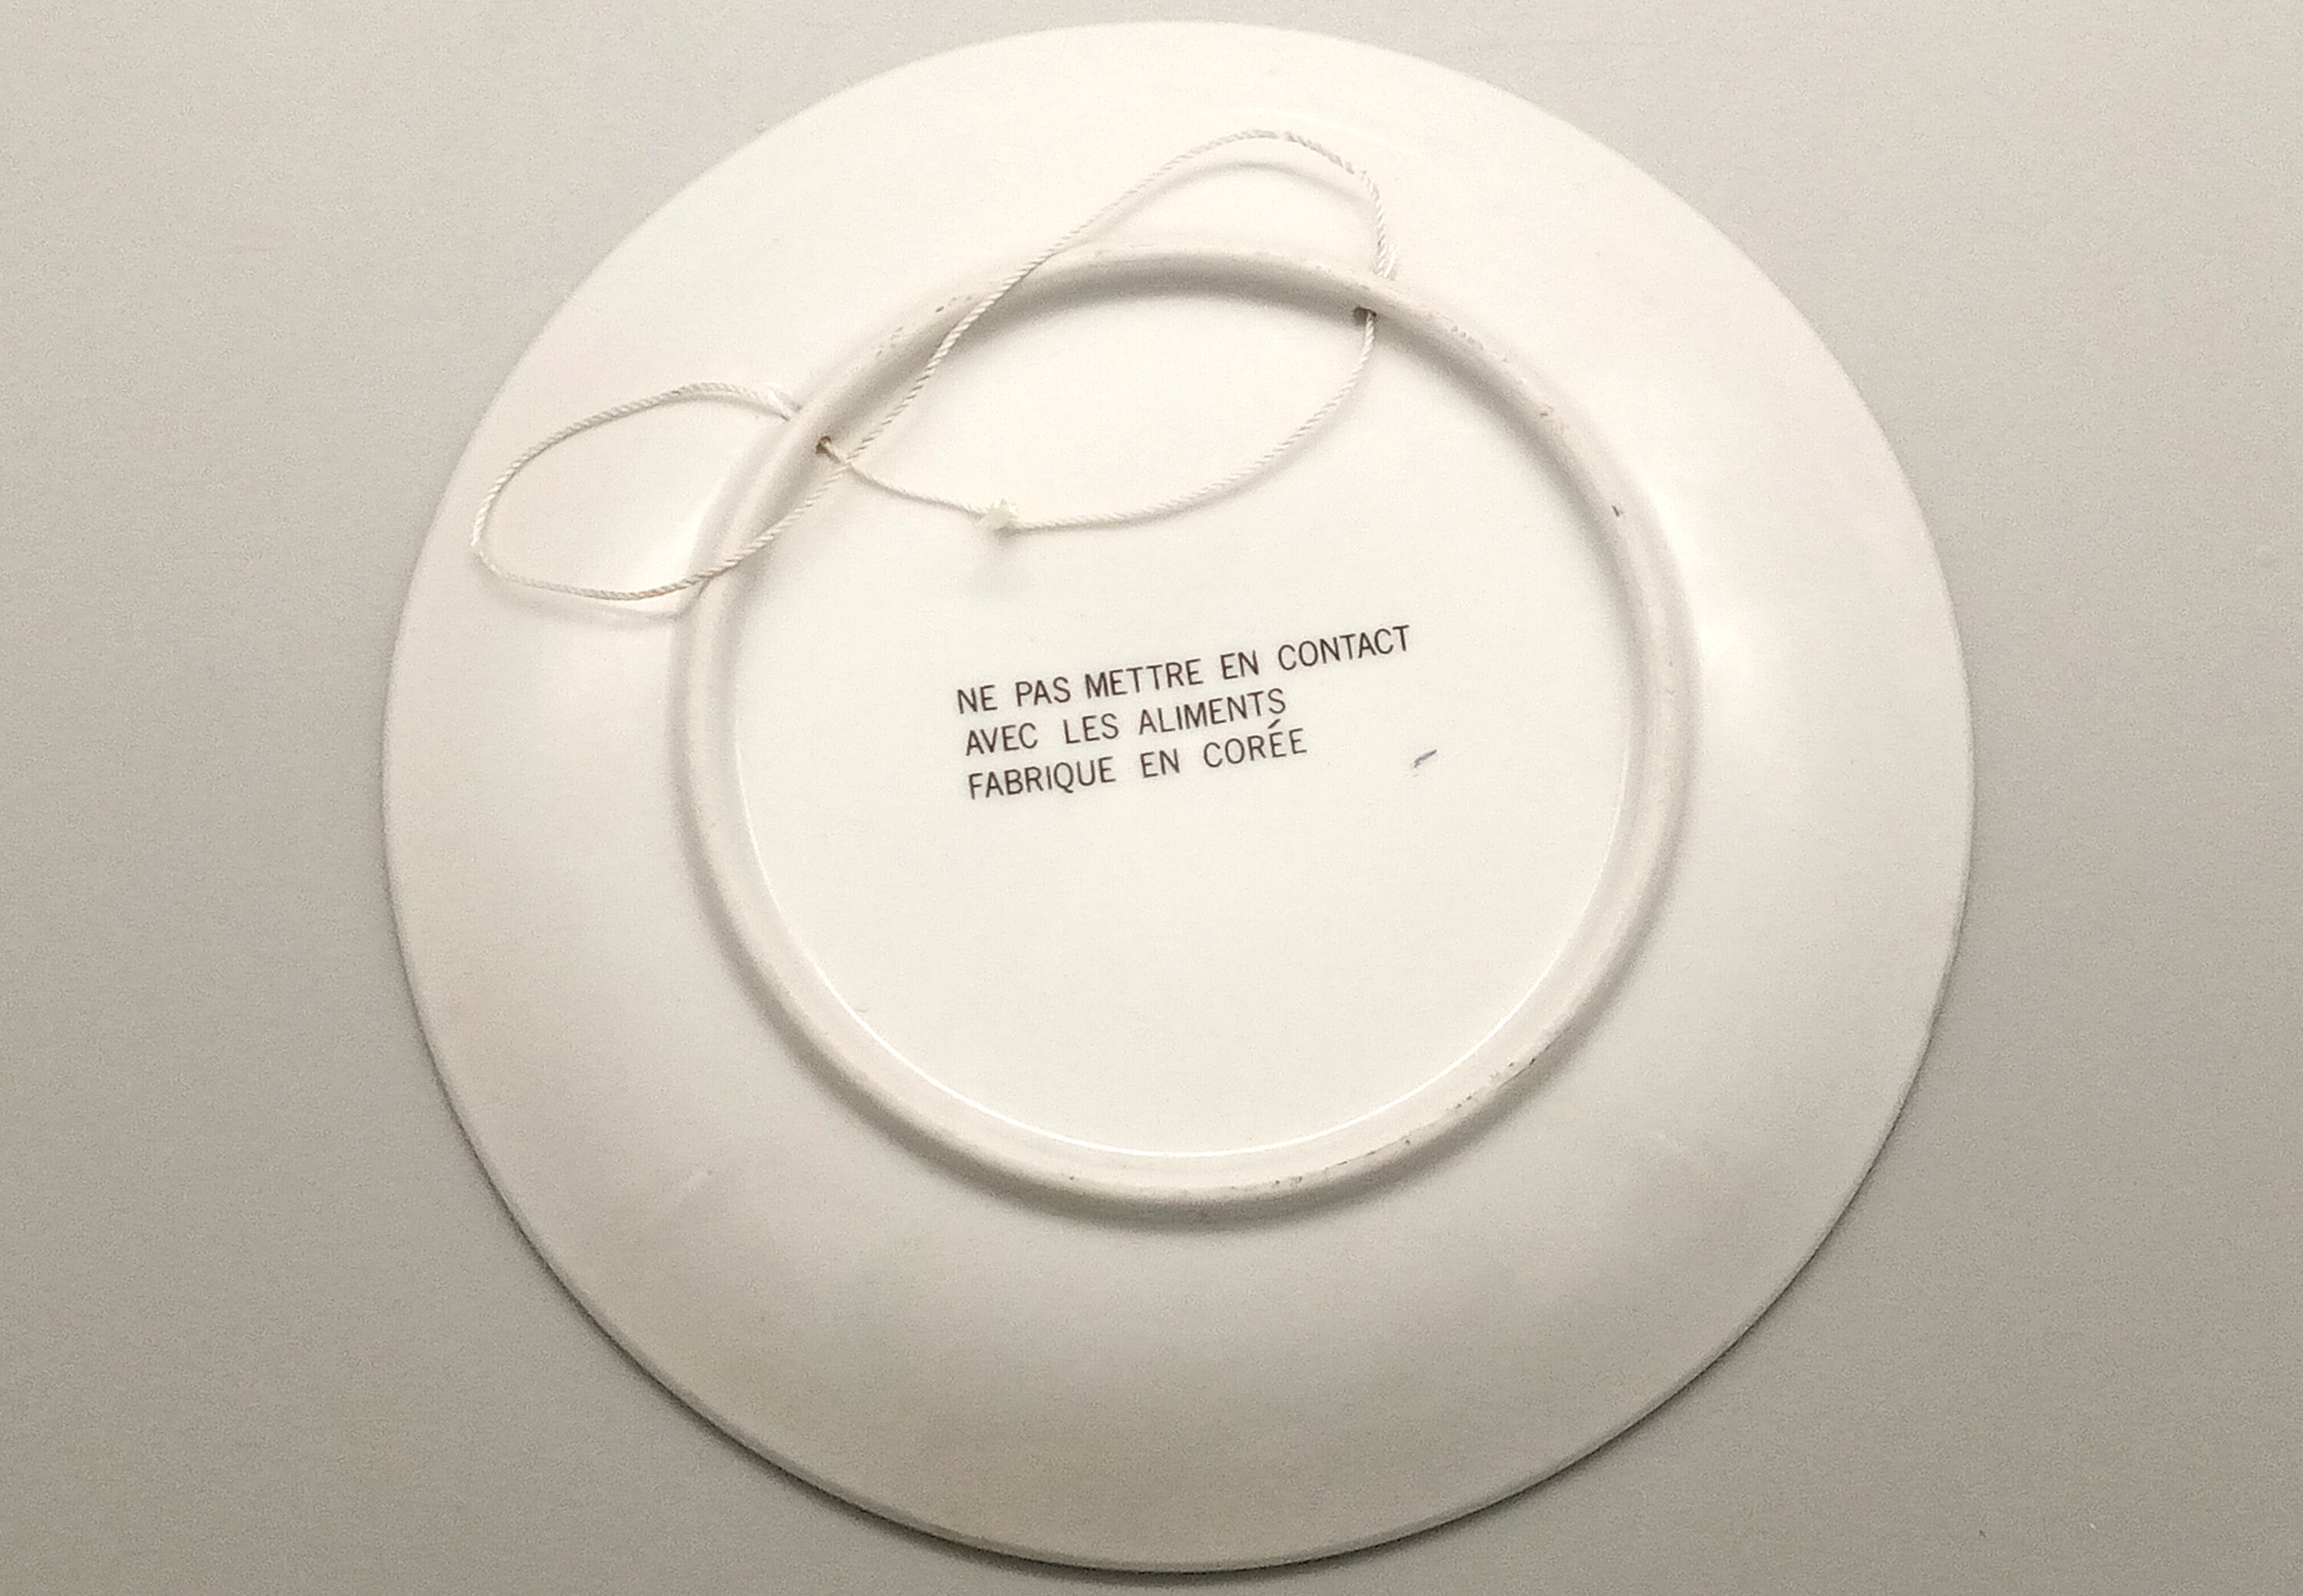 NE PAS METTRE EN CONTACT
AVEC LES ALIMENTS
FABRIQUE EN CORÉE